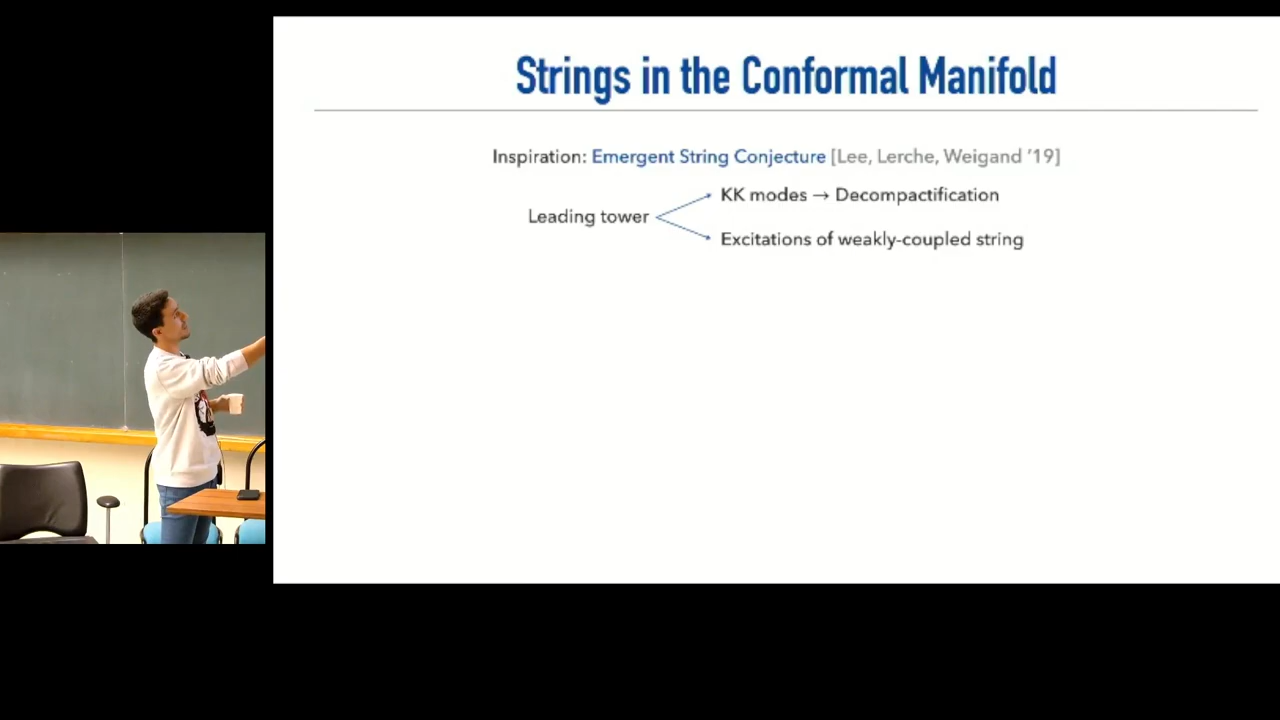 Strings in the Conformal Manifold
Inspiration: Emergent String Conjecture [Lee, Lerche, Weigand ’19]
KK modes → Decompactification
Leading tower
Excitations of weakly-coupled string